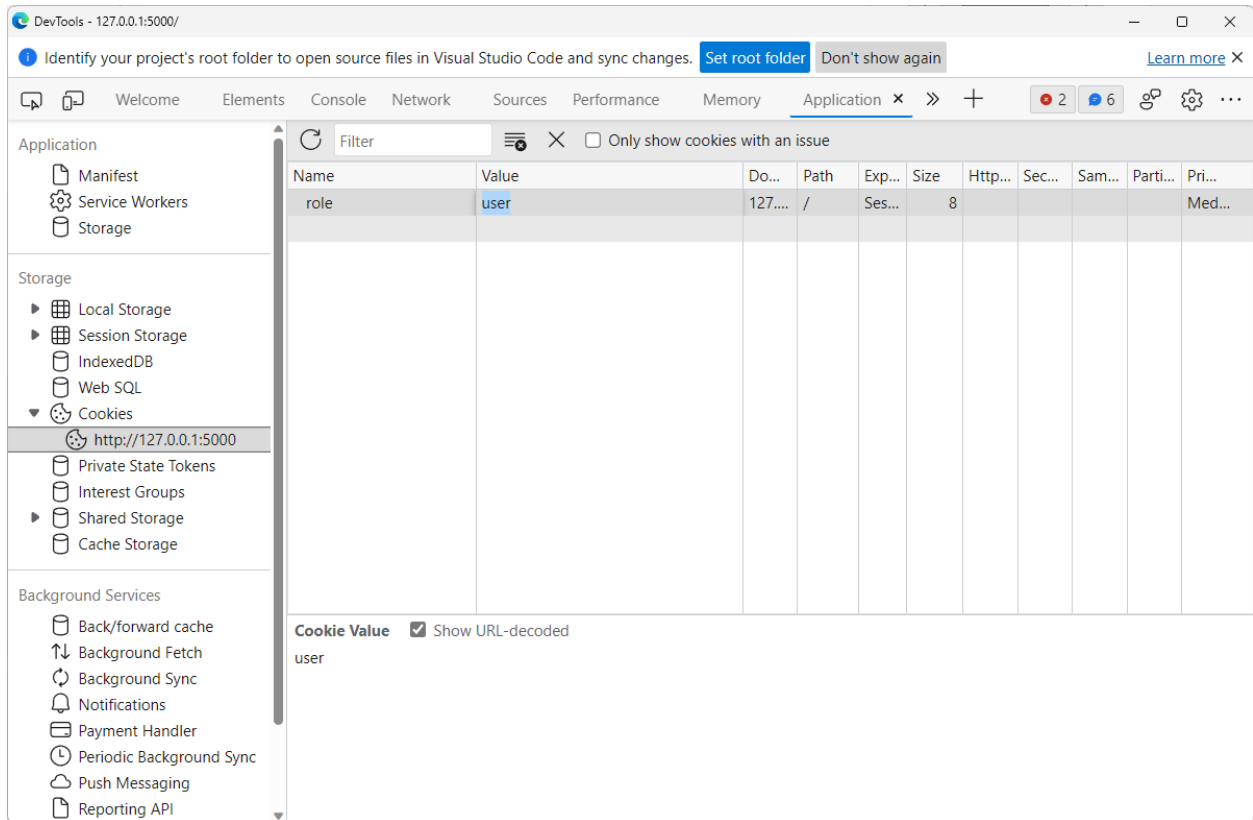 DevTools - 127.0.0.1:5000/
Identify your project's root folder to open source files in Visual Studio Code and sync changes. Set root folder Don't show again Learn more
Welcome Elements Console Network Sources Performance Memory Application 2 6
Application
Manifest
Service Workers
Storage
Storage
Local Storage
Session Storage
IndexedDB
Web SQL
Cookies
http://127.0.0.1:5000
Private State Tokens
Interest Groups
Shared Storage
Cache Storage
Background Services
Back/forward cache
Background Fetch
Background Sync
Notifications
Payment Handler
Periodic Background Sync
Push Messaging
Reporting API
Filter Only show cookies with an issue
Name Value Do... Path Exp... Size Http... Sec... Sam... Parti... Pri...
role user 127.... / Ses... 8 Med...
Cookie Value Show URL-decoded
user